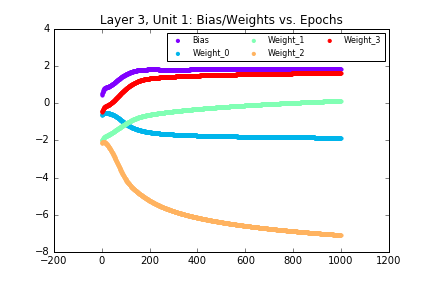 Layer 3, Unit 1: Bias/Weights vs. Epochs
4
Bias Weight_1 Weight_3
Weight_0 Weight_2
2
0
−2
−4
−6
−8
−200 0 200 400 600 800 1000 1200